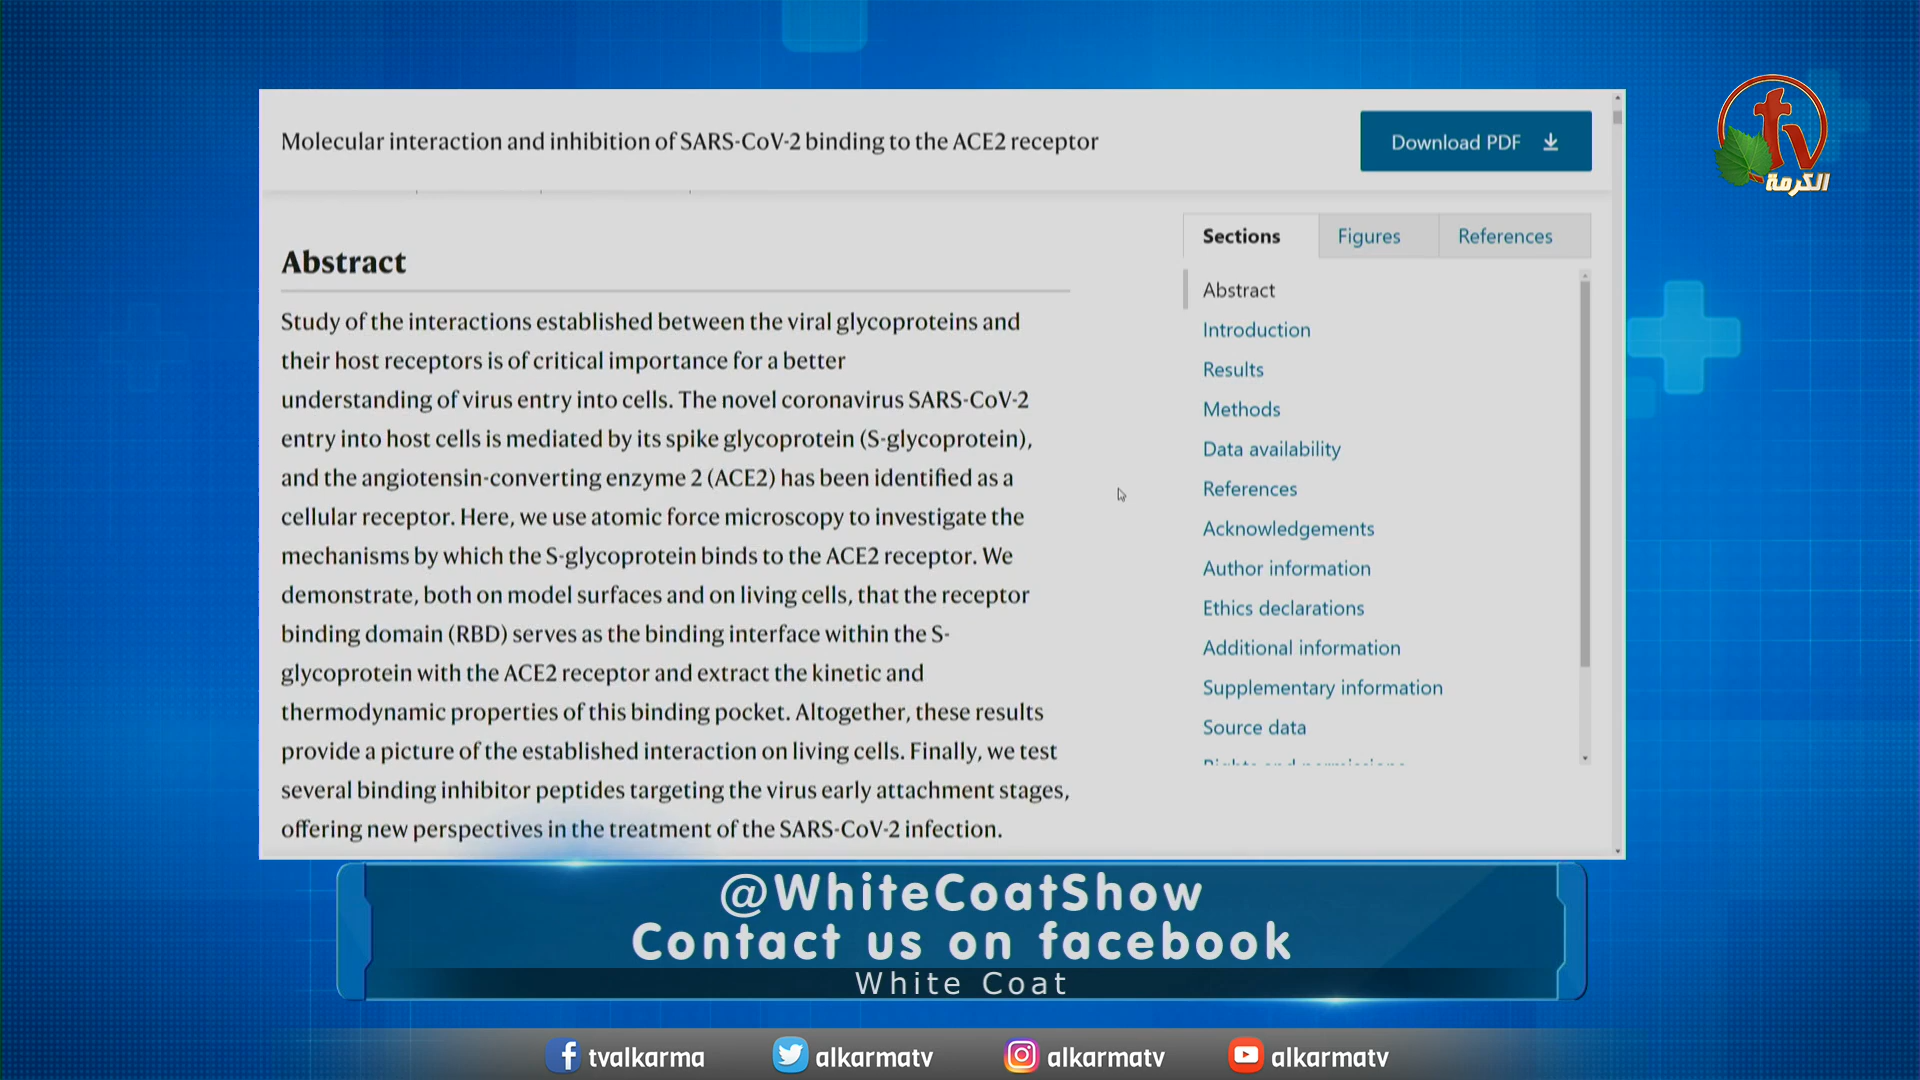 Molecular interaction and inhibition of SARS-CoV-2 binding to the ACE2 receptor
Download PDF
Abstract
Study of the interactions established between the viral glycoproteins and
their host receptors is of critical importance for a better
understanding of virus entry into cells. The novel coronavirus SARS-CoV-2
entry into host cells is mediated by its spike glycoprotein (S-glycoprotein),
and the angiotensin-converting enzyme 2 (ACE2) has been identified as a
cellular receptor. Here, we use atomic force microscopy to investigate the
mechanisms by which the S-glycoprotein binds to the ACE2 receptor. We
demonstrate, both on model surfaces and on living cells, that the receptor
binding domain (RBD) serves as the binding interface within the S-
glycoprotein with the ACE2 receptor and extract the kinetic and
thermodynamic properties of this binding pocket. Altogether, these results
provide a picture of the established interaction on living cells. Finally, we test
several binding inhibitor peptides targeting the virus early attachment stages,
offering new perspectives in the treatment of the SARS-CoV-2 infection.
Sections
Figures
References
Abstract
Introduction
Results
Methods
Data availability
References
Acknowledgements
Author information
Ethics declarations
Additional information
Supplementary information
Source data
Rights and permissions
tv
الكرمة
@WhiteCoatShow
Contact us on facebook
White Coat
tvalkarma
alkarmatv
alkarmatv
alkarmatv